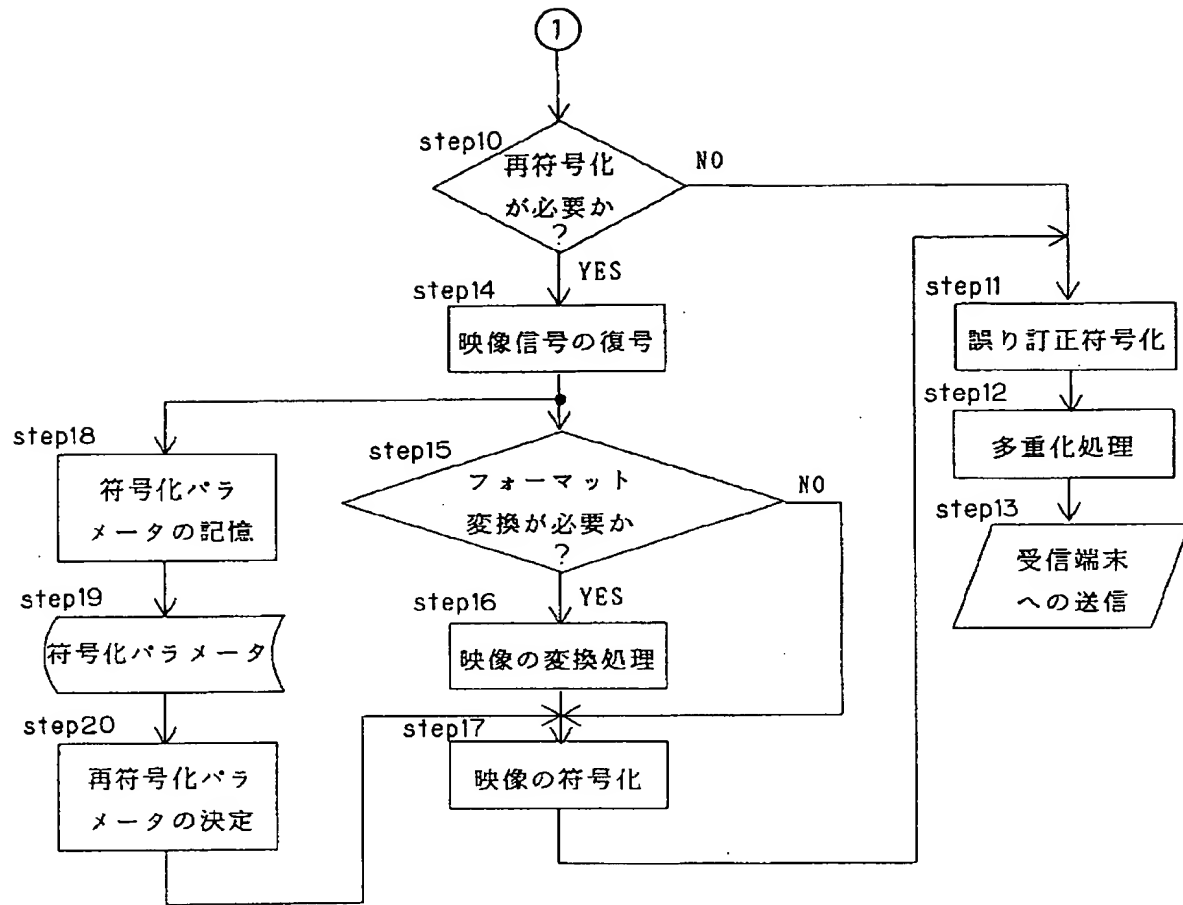 1
step10
再符号化
が必要か
?
NO
YES
step14
映像信号の復号
step11
誤り訂正符号化
step12
多重化処理
step13
受信端末
への送信
step18
符号化パラ
メータの記憶
step15
フォーマット
変換が必要か
?
NO
YES
step19
符号化パラメータ
step16
映像の変換処理
step20
再符号化パラ
メータの決定
step17
映像の符号化